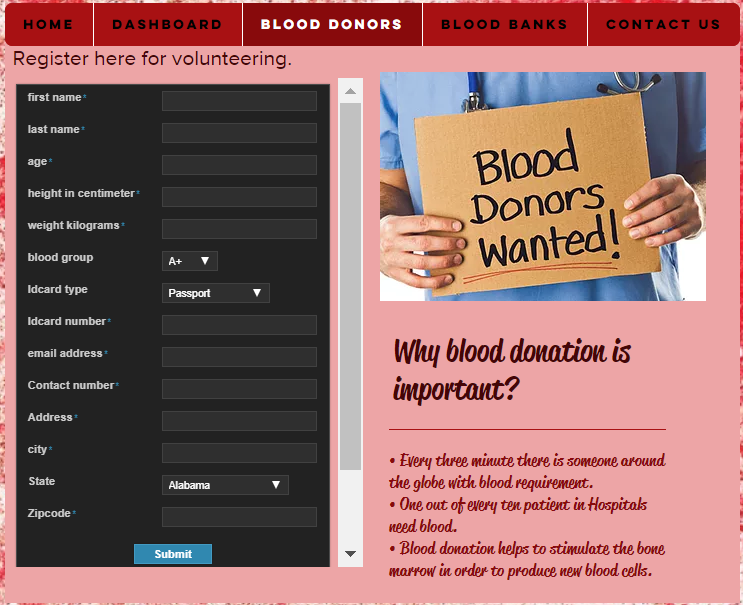 HOME DASHBOARD BLOOD DONORS BLOOD BANKS CONTACT US
Register here for volunteering.
first name*
last name*
age*
height in centimeter*
weight kilograms*
blood group A+
Idcard type Passport
Idcard number*
email address*
Contact number*
Address*
city*
State Alabama
Zipcode*
Submit
Blood
Donors
Wanted!
Why blood donation is
important?
• Every three minute there is someone around
the globe with blood requirement.
• One out of every ten patient in Hospitals
need blood.
• Blood donation helps to stimulate the bone
marrow in order to produce new blood cells.